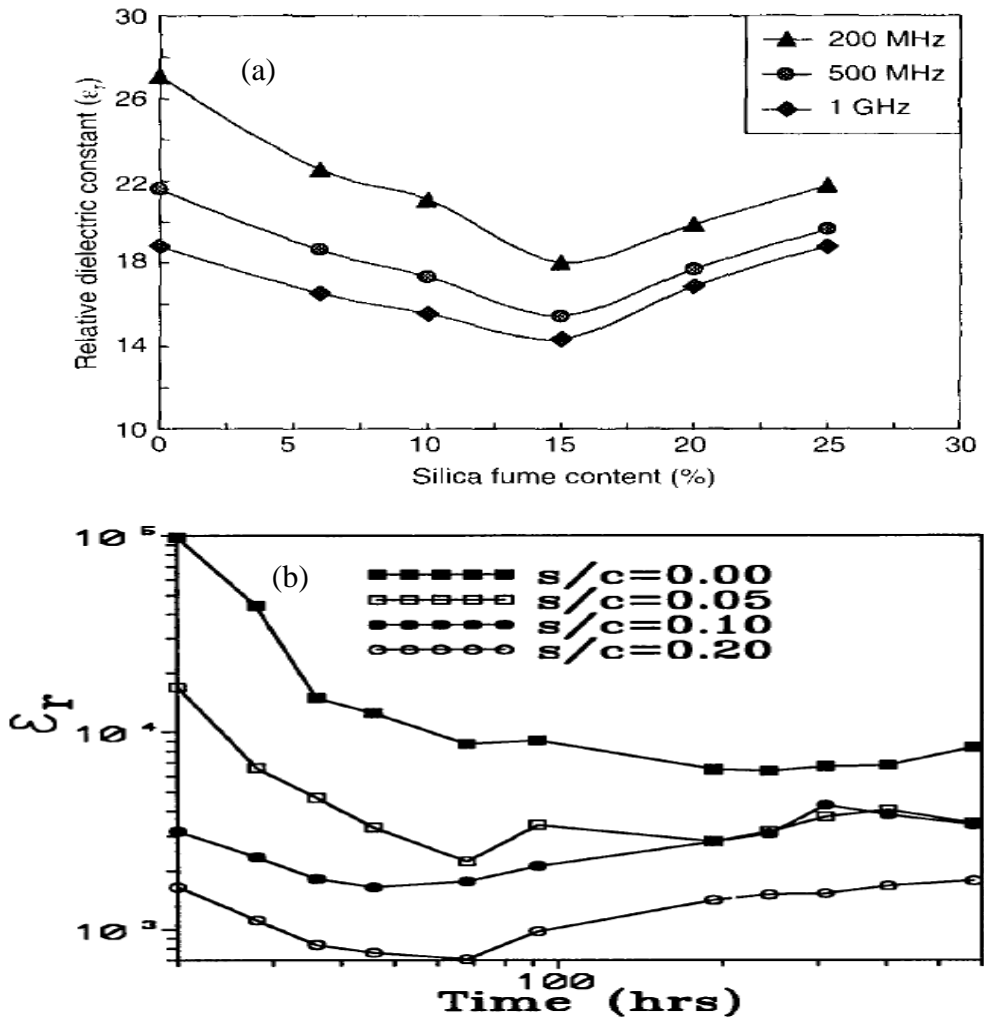 30
(a)
200 MHz
500 MHz
1 GHz
26
22
18
14
10
Relative dielectric constant (εr)
0 5 10 15 20 25 30
Silica fume content (%)
10⁵
(b)
s/c=0.00
s/c=0.05
s/c=0.10
s/c=0.20
εr
10⁴
10³
100
Time (hrs)